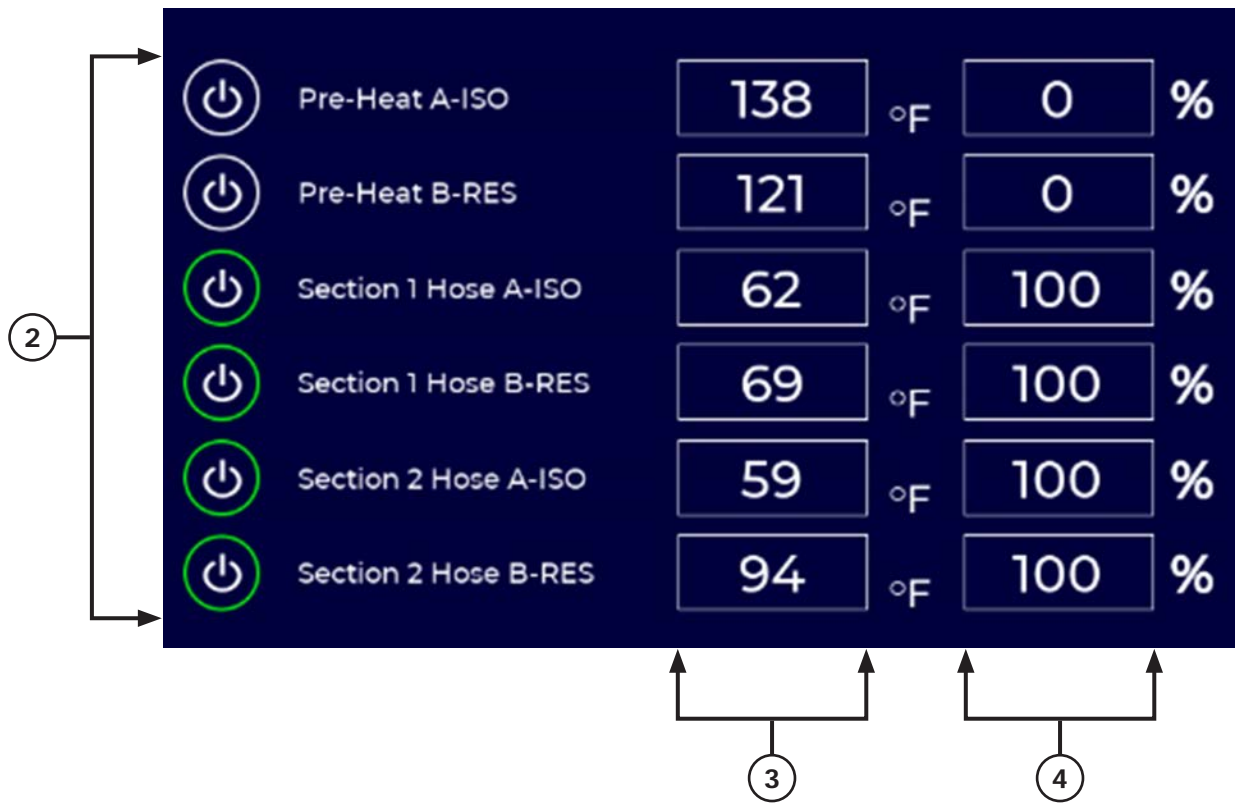 Pre-Heat A-ISO 138 °F 0 %
Pre-Heat B-RES 121 °F 0 %
Section 1 Hose A-ISO 62 °F 100 %
2
Section 1 Hose B-RES 69 °F 100 %
Section 2 Hose A-ISO 59 °F 100 %
Section 2 Hose B-RES 94 °F 100 %
3 4